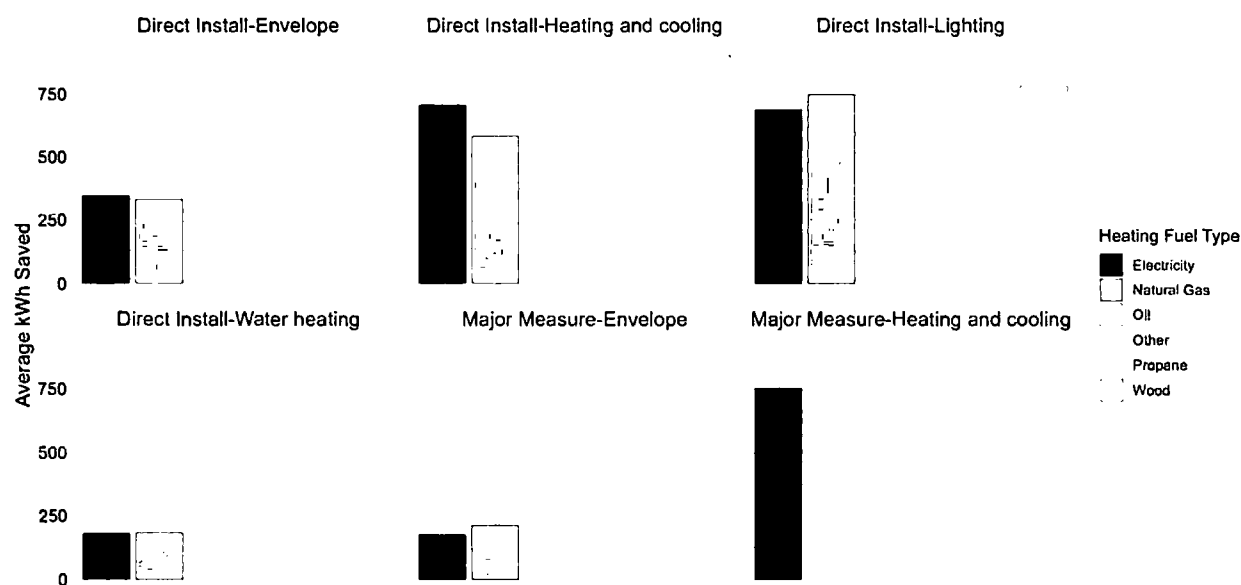 Direct Install-Envelope
Direct Install-Heating and cooling
Direct Install-Lighting
750
500
250
0
Direct Install-Water heating
Major Measure-Envelope
Major Measure-Heating and cooling
750
500
250
0
Average kWh Saved
Heating Fuel Type
Electricity
Natural Gas
Oil
Other
Propane
Wood